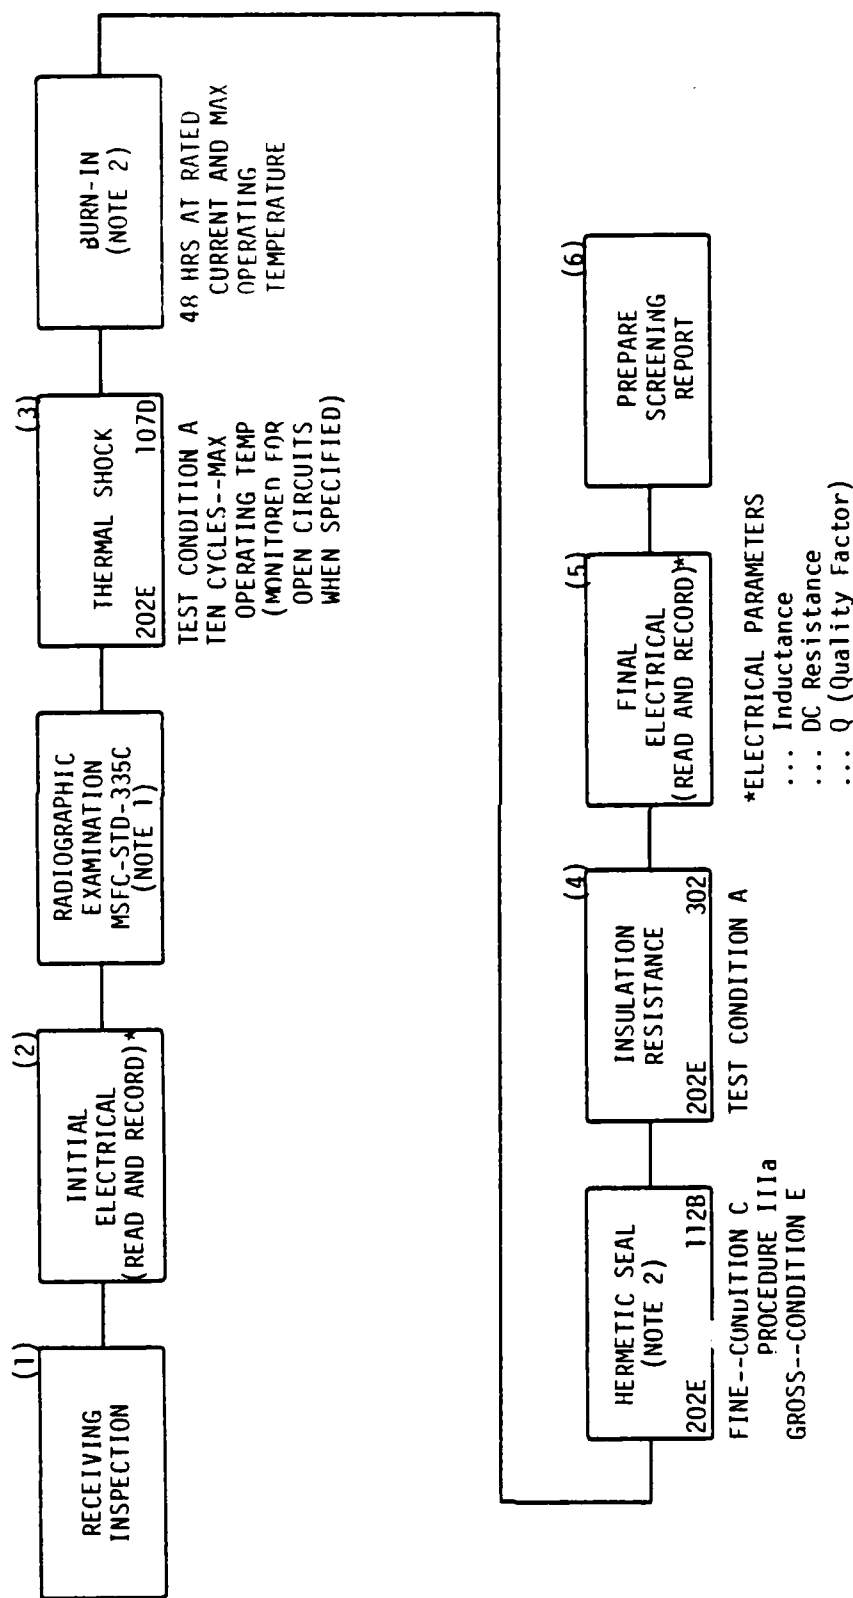 (1)
RECEIVING
INSPECTION
(2)
INITIAL
ELECTRICAL
(READ AND RECORD)*
RADIOGRAPHIC
EXAMINATION
MSFC-STD-335C
(NOTE 1)
(3)
THERMAL SHOCK
202E 107D
TEST CONDITION A
TEN CYCLES--MAX
OPERATING TEMP
(MONITORED FOR
OPEN CIRCUITS
WHEN SPECIFIED)
BURN-IN
(NOTE 2)
48 HRS AT RATED
CURRENT AND MAX
OPERATING
TEMPERATURE
HERMETIC SEAL
(NOTE 2)
202E 112B
FINE--CONDITION C
PROCEDURE IIIa
GROSS--CONDITION E
(4)
INSULATION
RESISTANCE
202E 302
TEST CONDITION A
(5)
FINAL
ELECTRICAL
(READ AND RECORD)*
*ELECTRICAL PARAMETERS
... Inductance
... DC Resistance
... Q (Quality Factor)
(6)
PREPARE
SCREENING
REPORT